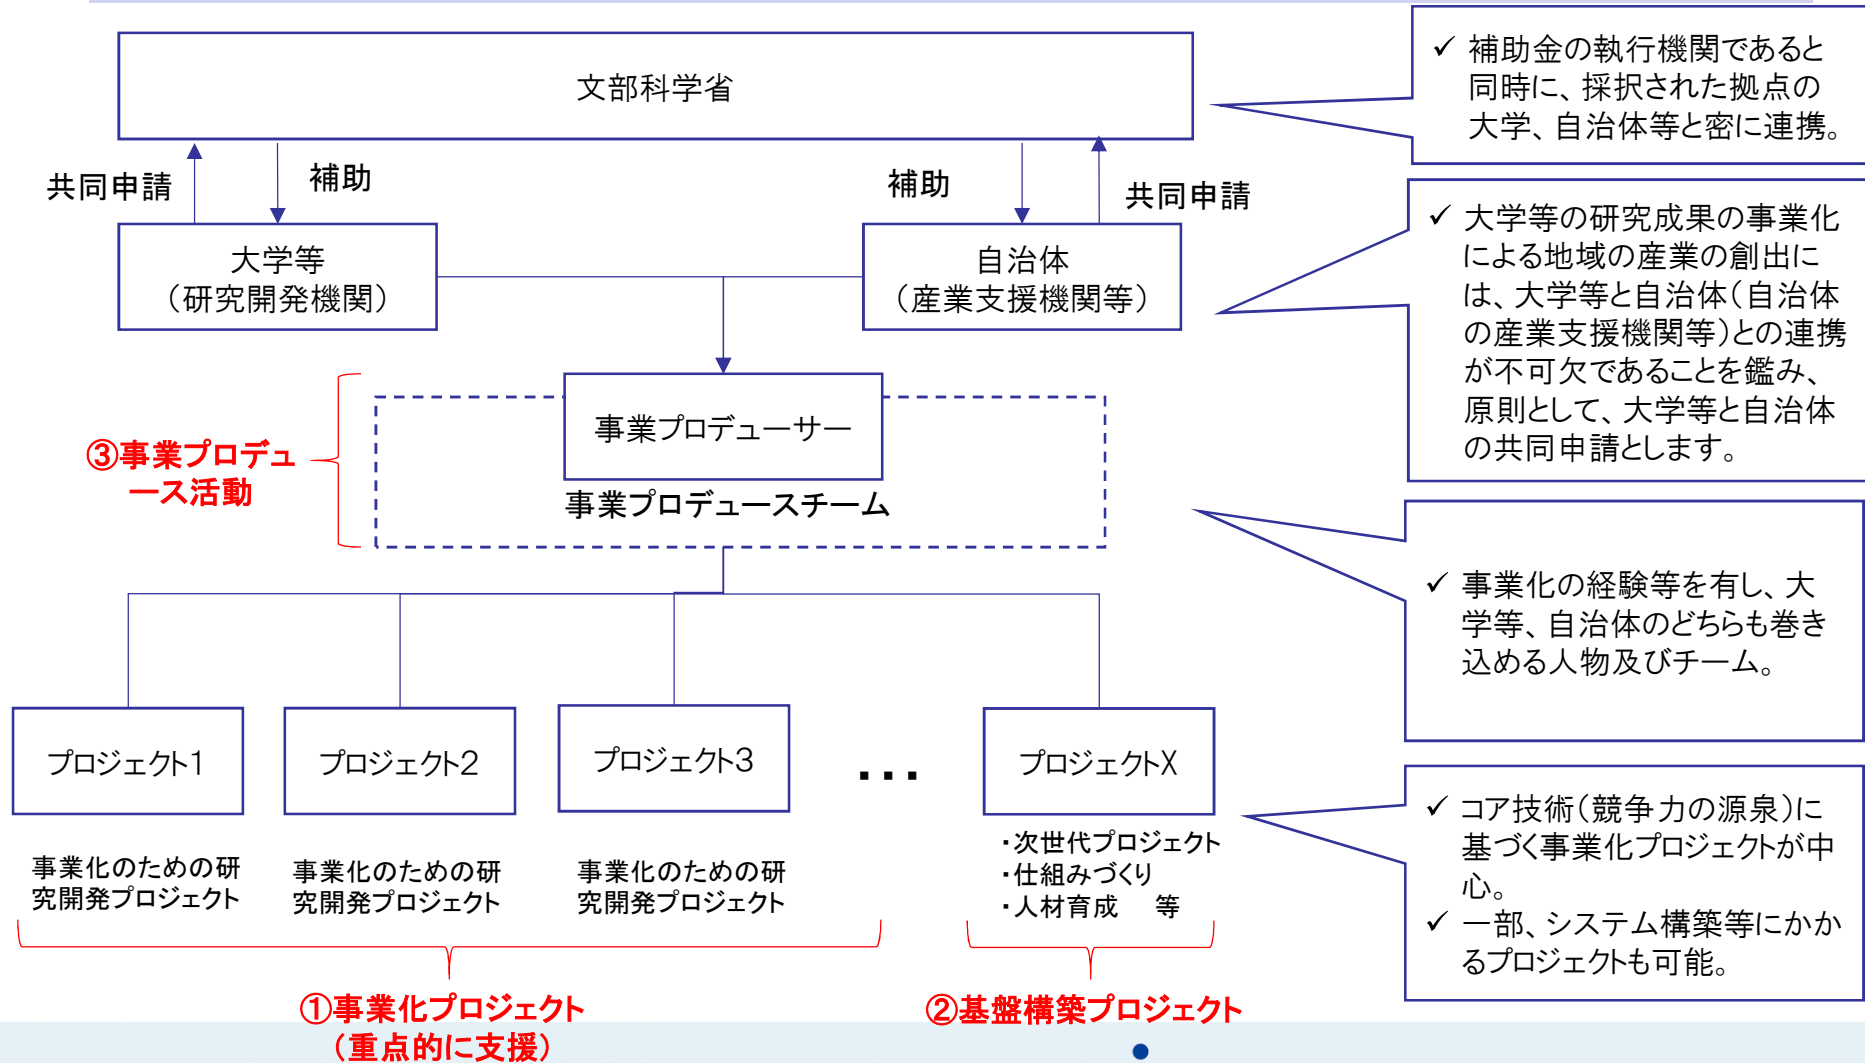 文部科学省
✓ 補助金の執行機関であると
同時に、採択された拠点の
大学、自治体等と密に連携。
共同申請
補助
補助
共同申請
大学等
（研究開発機関）
自治体
（産業支援機関等）
✓ 大学等の研究成果の事業化
による地域の産業の創出に
は、大学等と自治体（自治体
の産業支援機関等）との連携
が不可欠であることを鑑み、
原則として、大学等と自治体
の共同申請とします。
③事業プロデュ
ース活動
事業プロデューサー
事業プロデュースチーム
✓ 事業化の経験等を有し、大
学等、自治体のどちらも巻き
込める人物及びチーム。
プロジェクト1
プロジェクト2
プロジェクト3
・・・
プロジェクトX
事業化のための研
究開発プロジェクト
事業化のための研
究開発プロジェクト
事業化のための研
究開発プロジェクト
・次世代プロジェクト
・仕組みづくり
・人材育成　等
✓ コア技術（競争力の源泉）に
基づく事業化プロジェクトが中
心。
✓ 一部、システム構築等にかか
るプロジェクトも可能。
①事業化プロジェクト
（重点的に支援）
②基盤構築プロジェクト